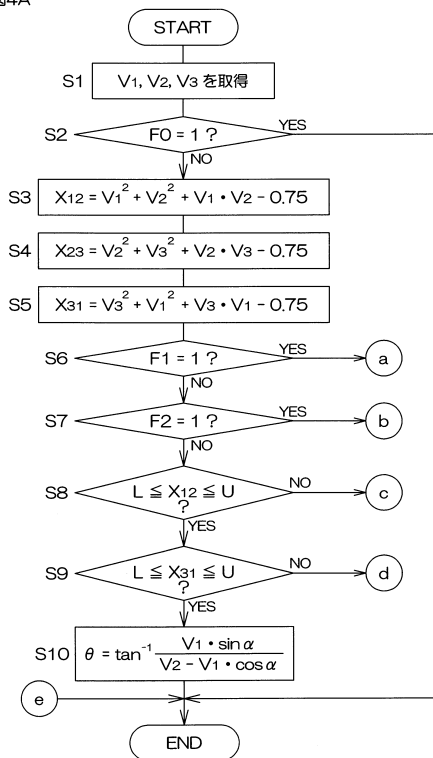 図4A
START
S1 V1, V2, V3 を取得
S2 F0 = 1 ? YES
NO
S3 X12 = V1² + V2² + V1・V2 − 0.75
S4 X23 = V2² + V3² + V2・V3 − 0.75
S5 X31 = V3² + V1² + V3・V1 − 0.75
S6 F1 = 1 ? YES a
NO
S7 F2 = 1 ? YES b
NO
S8 L ≦ X12 ≦ U ? NO c
YES
S9 L ≦ X31 ≦ U ? NO d
YES
S10 θ = tan⁻¹ V1・sinα / V2 − V1・cosα
e
END